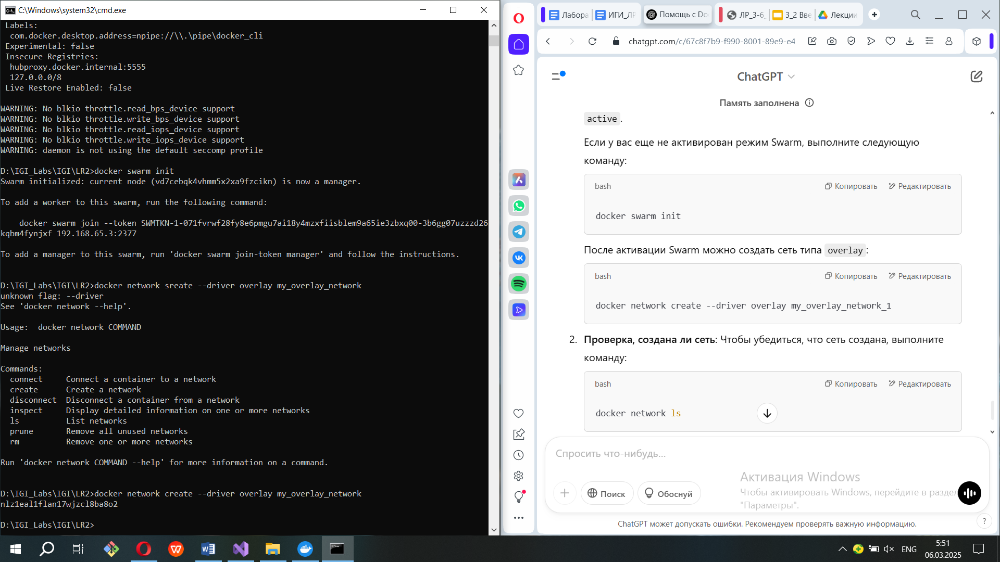 C:\Windows\system32\cmd.exe
Labels:
com.docker.desktop.address=npipe://\\.\pipe\docker_cli
Experimental: false
Insecure Registries:
hubproxy.docker.internal:5555
127.0.0.0/8
Live Restore Enabled: false
WARNING: No blkio throttle.read_bps_device support
WARNING: No blkio throttle.write_bps_device support
WARNING: No blkio throttle.read_iops_device support
WARNING: No blkio throttle.write_iops_device support
WARNING: daemon is not using the default seccomp profile
D:\IGI_Labs\IGI\LR2>docker swarm init
Swarm initialized: current node (vd7cebqk4vhmm5x2xa9fzcikn) is now a manager.
To add a worker to this swarm, run the following command:
docker swarm join --token SWMTKN-1-071fvrwf28fy8e6pmgu7ai18y4mzxfiisblem9a65ie3zbxq00-3b6gg07uzzzd26
kqbm4fynjxf 192.168.65.3:2377
To add a manager to this swarm, run 'docker swarm join-token manager' and follow the instructions.
D:\IGI_Labs\IGI\LR2>docker network sreate --driver overlay my_overlay_network
unknown flag: --driver
See 'docker network --help'.
Usage:  docker network COMMAND
Manage networks
Commands:
connect     Connect a container to a network
create      Create a network
disconnect  Disconnect a container from a network
inspect     Display detailed information on one or more networks
ls          List networks
prune       Remove all unused networks
rm          Remove one or more networks
Run 'docker network COMMAND --help' for more information on a command.
D:\IGI_Labs\IGI\LR2>docker network create --driver overlay my_overlay_network
nlz1eal1flan17wjzcl8ba8o2
D:\IGI_Labs\IGI\LR2>
Лабора
ИГИ_ЛР
Помощь с Do
ЛР_3-6_
3_2 Вве
Лекции
chatgpt.com/c/67c8f7b9-f990-8001-89e9-e4
ChatGPT
Память заполнена
active.
Если у вас еще не активирован режим Swarm, выполните следующую
команду:
bash
Копировать
Редактировать
docker swarm init
После активации Swarm можно создать сеть типа overlay:
bash
Копировать
Редактировать
docker network create --driver overlay my_overlay_network_1
2. Проверка, создана ли сеть: Чтобы убедиться, что сеть создана, выполните
команду:
bash
Копировать
Редактировать
docker network ls
Спросить что-нибудь...
Поиск
Обоснуй
Активация Windows
Чтобы активировать Windows, перейдите в раздел
"Параметры".
ChatGPT может допускать ошибки. Рекомендуем проверять важную информацию.
?
ENG
5:51
06.03.2025